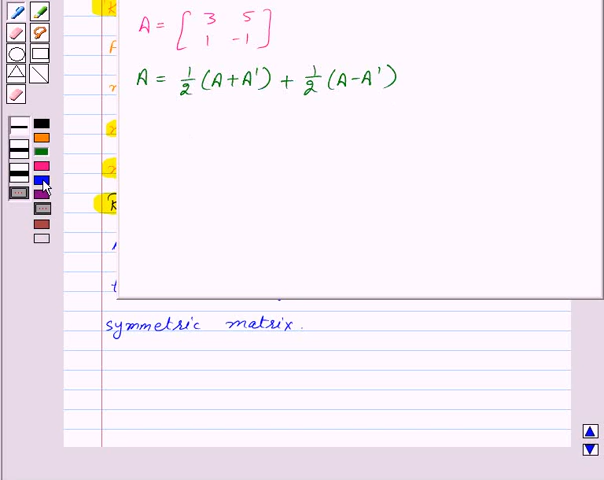 A = [ 3 5
1 -1 ]
A = 1/2 (A+A') + 1/2 (A-A')
symmetric matrix.